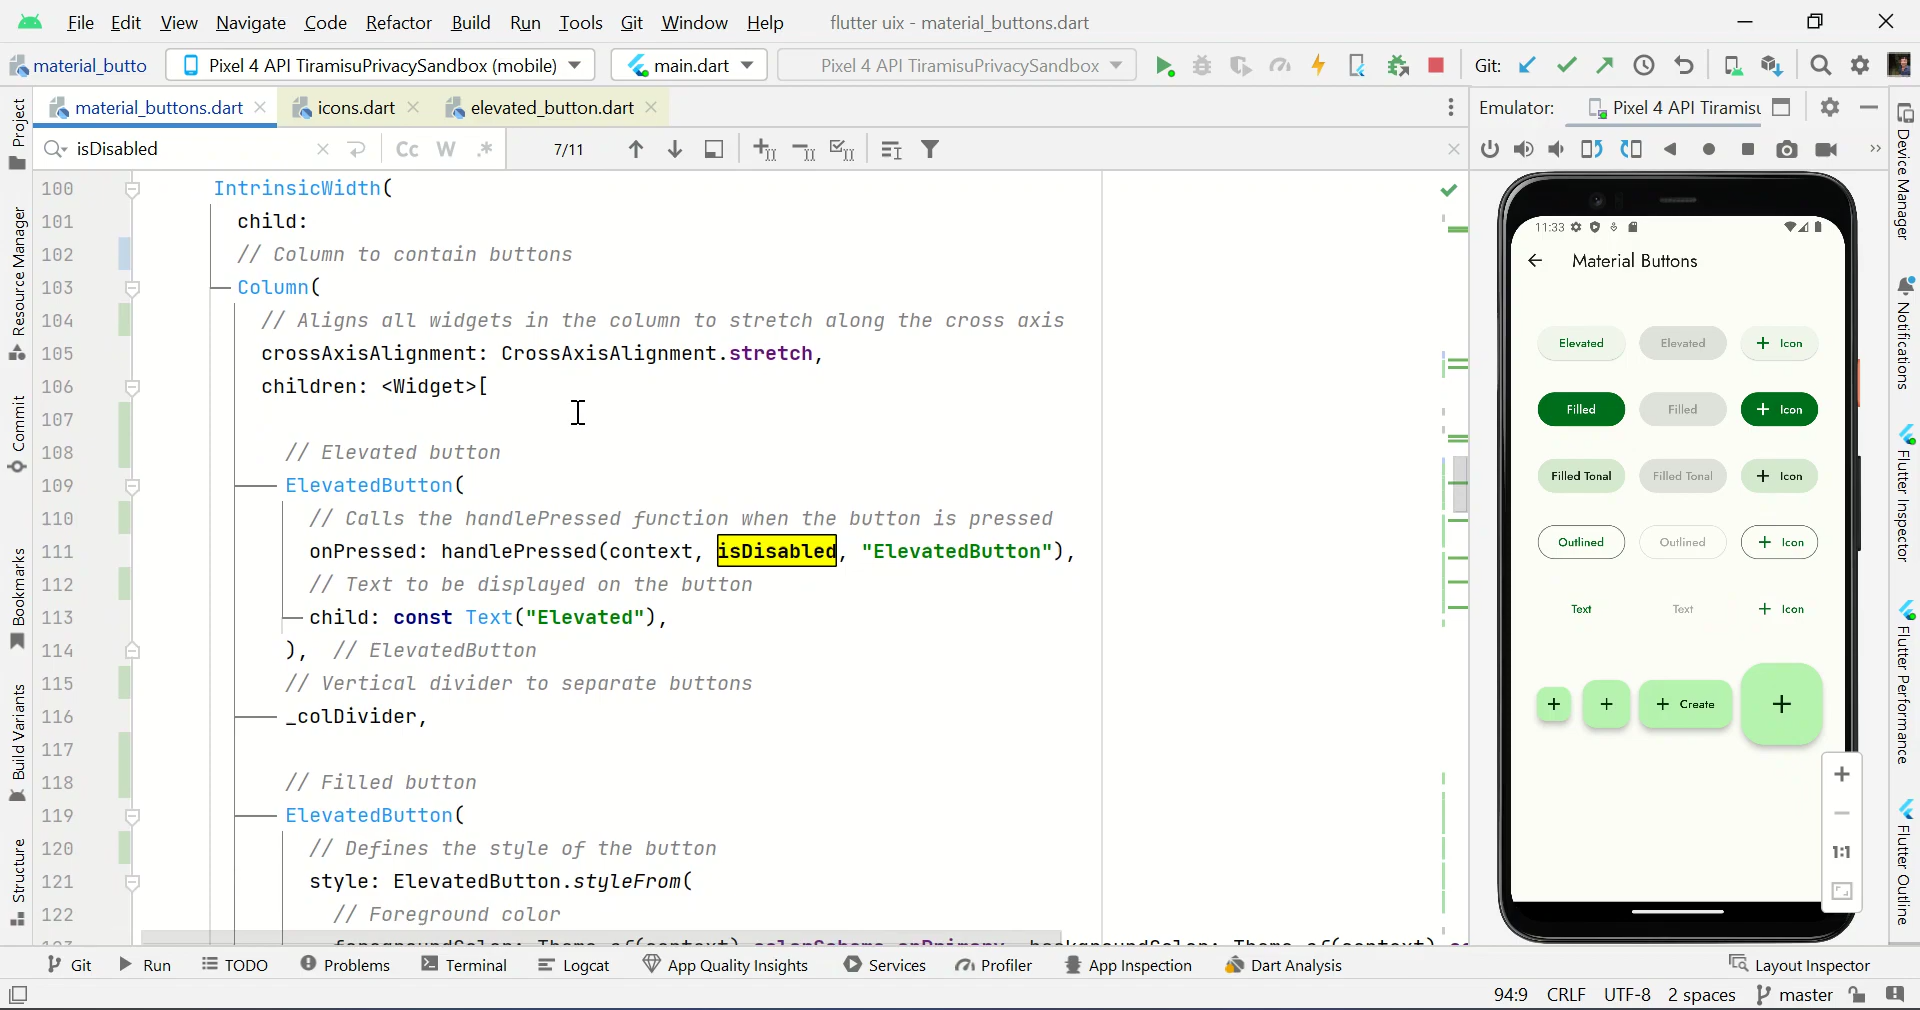 File Edit View Navigate Code Refactor Build Run Tools Git Window Help flutter uix - material_buttons.dart
material_butto Pixel 4 API TiramisuPrivacySandbox (mobile) main.dart Pixel 4 API TiramisuPrivacySandbox Git:
material_buttons.dart icons.dart elevated_button.dart Emulator: Pixel 4 API Tiramisu
isDisabled Cc W .* 7/11
Project
Resource Manager
Commit
Bookmarks
Build Variants
Structure
100 IntrinsicWidth(
101 child:
102 // Column to contain buttons
103 Column(
104 // Aligns all widgets in the column to stretch along the cross axis
105 crossAxisAlignment: CrossAxisAlignment.stretch,
106 children: <Widget>[
107
108 // Elevated button
109 ElevatedButton(
110 // Calls the handlePressed function when the button is pressed
111 onPressed: handlePressed(context, isDisabled, "ElevatedButton"),
112 // Text to be displayed on the button
113 child: const Text("Elevated"),
114 ), // ElevatedButton
115 // Vertical divider to separate buttons
116 _colDivider,
117
118 // Filled button
119 ElevatedButton(
120 // Defines the style of the button
121 style: ElevatedButton.styleFrom(
122 // Foreground color
11:33
Material Buttons
Elevated Elevated + Icon
Filled Filled + Icon
Filled Tonal Filled Tonal + Icon
Outlined Outlined + Icon
Text Text + Icon
+ + + Create +
+
−
1:1
Device Manager
Notifications
Flutter Inspector
Flutter Performance
Flutter Outline
Git Run TODO Problems Terminal Logcat App Quality Insights Services Profiler App Inspection Dart Analysis Layout Inspector
94:9 CRLF UTF-8 2 spaces master